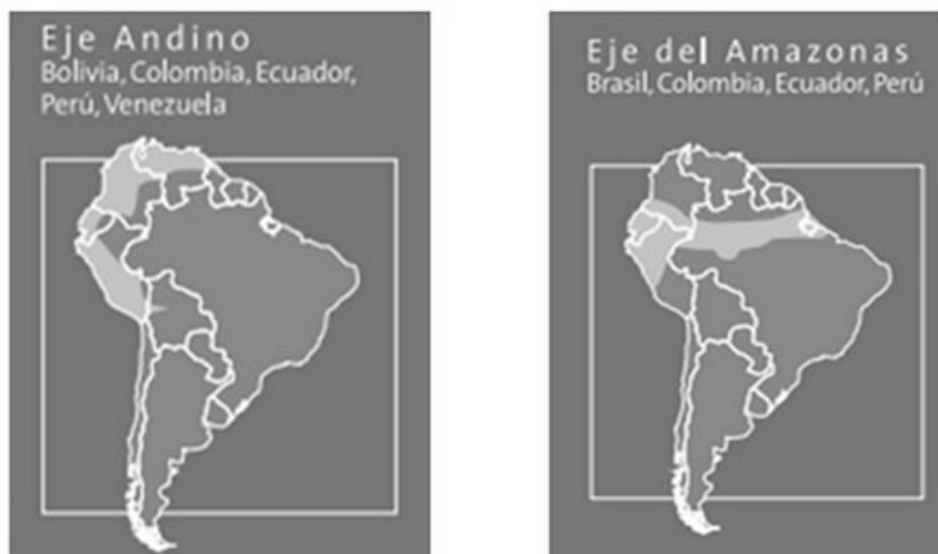 Eje Andino
Bolivia, Colombia, Ecuador,
Perú, Venezuela
Eje del Amazonas
Brasil, Colombia, Ecuador, Perú